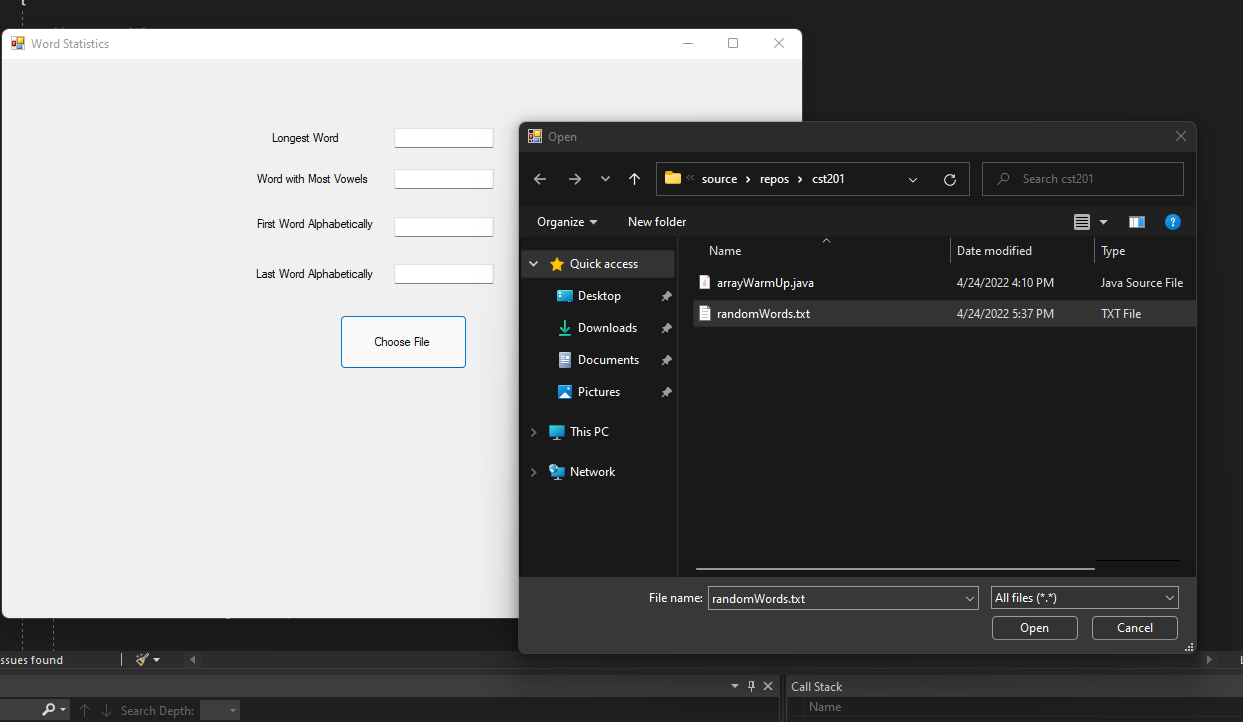 Word Statistics
Longest Word
Word with Most Vowels
First Word Alphabetically
Last Word Alphabetically
Choose File
Open
source › repos › cst201
Search cst201
Organize
New folder
Name
Date modified
Type
Quick access
Desktop
Downloads
Documents
Pictures
This PC
Network
arrayWarmUp.java 4/24/2022 4:10 PM Java Source File
randomWords.txt 4/24/2022 5:37 PM TXT File
File name: randomWords.txt
All files (*.*)
Open
Cancel
ssues found
Search Depth:
Call Stack
Name